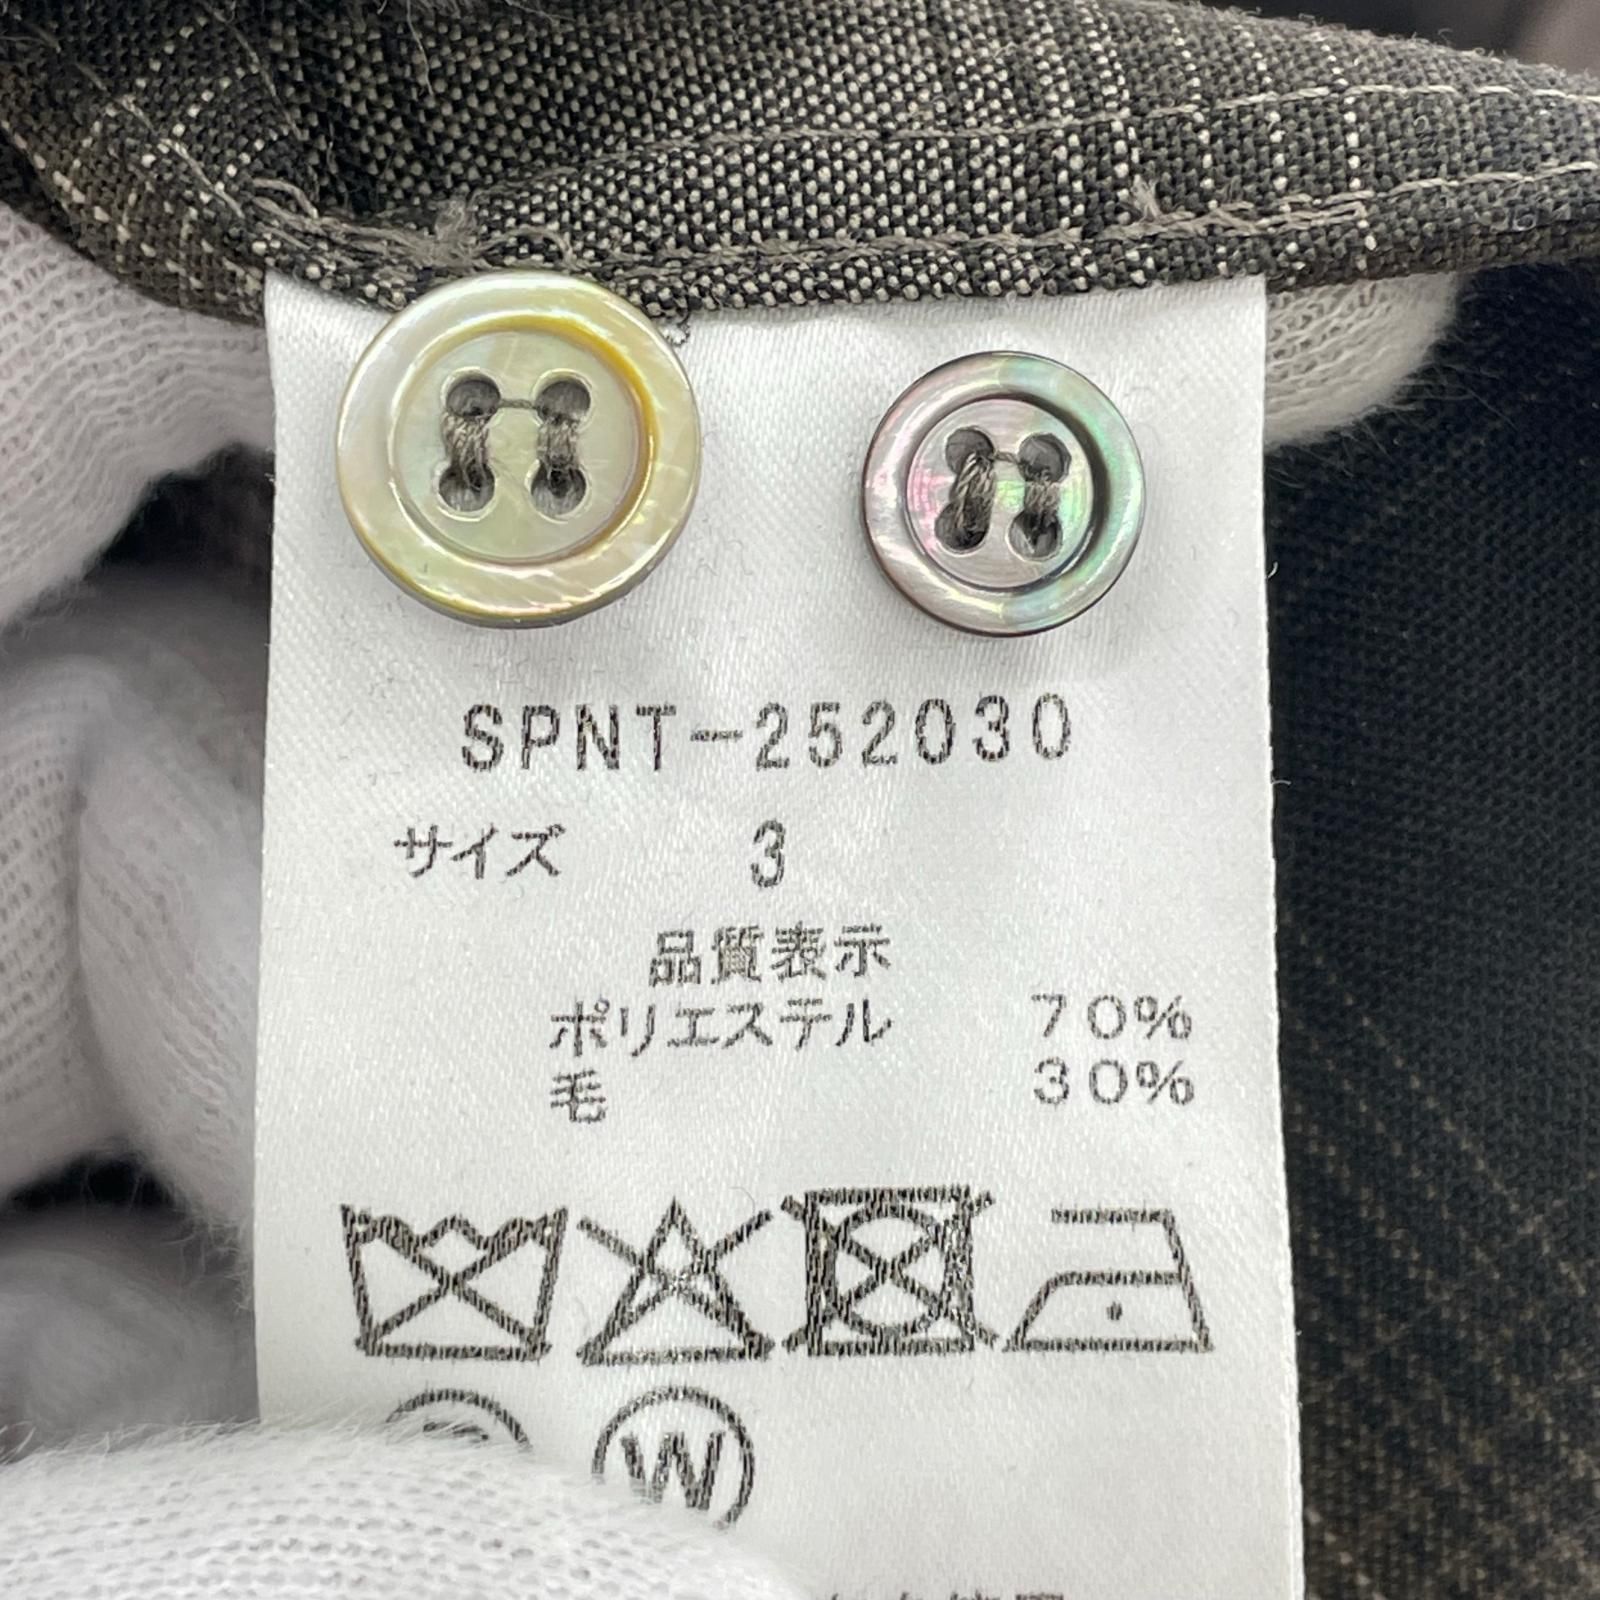 SPNT-252030
サイズ 3
品質表示
ポリエステル 70%
毛 30%
W